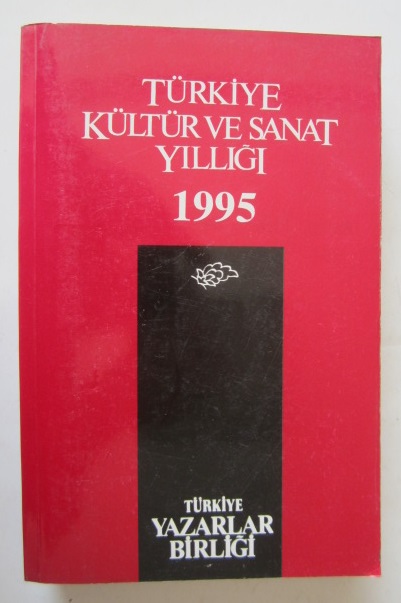 TÜRKİYE
KÜLTÜR VE SANAT
YILLIĞI
1995
TÜRKİYE
YAZARLAR
BİRLİĞİ